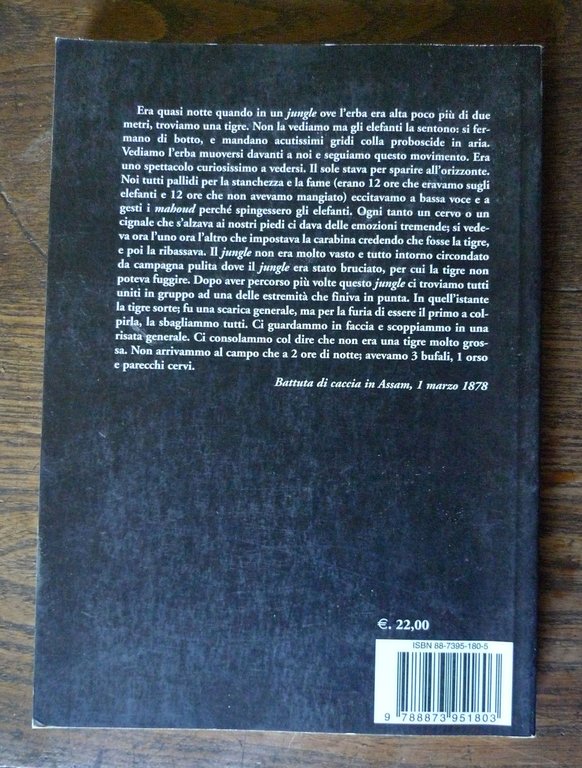 Era quasi notte quando in un jungle ove l'erba era alta poco più di due
metri, troviamo una tigre. Non la vediamo ma gli elefanti la sentono: si fer-
mano di botto, e mandano acutissimi gridi colla proboscide in aria.
Vediamo l'erba muoversi davanti a noi e seguiamo questo movimento. Era
uno spettacolo curiosissimo a vedersi. Il sole stava per sparire all'orizzonte.
Noi tutti pallidi per la stanchezza e la fame (erano 12 ore che eravamo sugli
elefanti e 12 ore che non avevamo mangiato) eccitavamo a bassa voce e a
gesti i mahoud perché spingessero gli elefanti. Ogni tanto un cervo o un
cignale che s'alzava ai nostri piedi ci dava delle emozioni tremende; si vede-
va ora l'uno ora l'altro che impostava la carabina credendo che fosse la tigre,
e poi la ribassava. Il jungle non era molto vasto e tutto intorno circondato
da campagna pulita dove il jungle era stato bruciato, per cui la tigre non
poteva fuggire. Dopo aver percorso più volte questo jungle ci troviamo tutti
uniti in gruppo ad una delle estremità che finiva in punta. In quell'istante
la tigre sorte; fu una scarica generale, ma per la furia di essere il primo a col-
pirla, la sbagliammo tutti. Ci guardammo in faccia e scoppiammo in una
risata generale. Ci consolammo col dire che non era una tigre molto gros-
sa. Non arrivammo al campo che a 2 ore di notte; avevamo 3 bufali, 1 orso
e parecchi cervi.
Battuta di caccia in Assam, 1 marzo 1878
€. 22,00
ISBN 88-7395-180-5
9 788873 951803